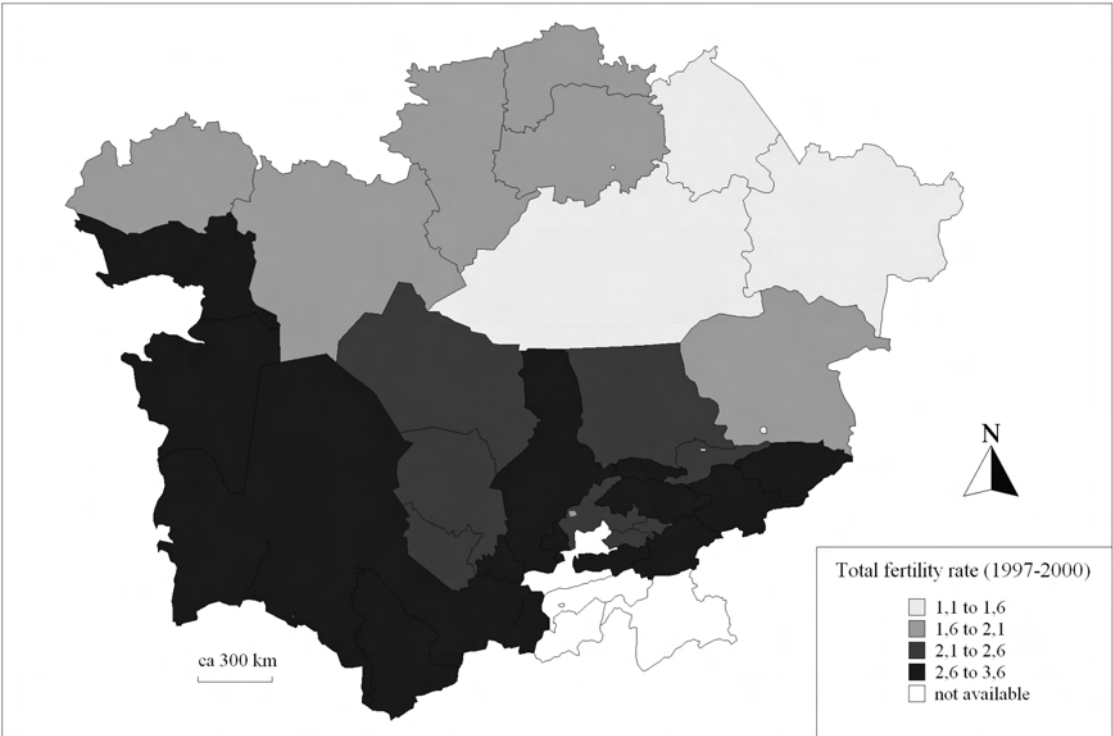 N
Total fertility rate (1997-2000)
1,1 to 1,6
1,6 to 2,1
2,1 to 2,6
2,6 to 3,6
not available
ca 300 km